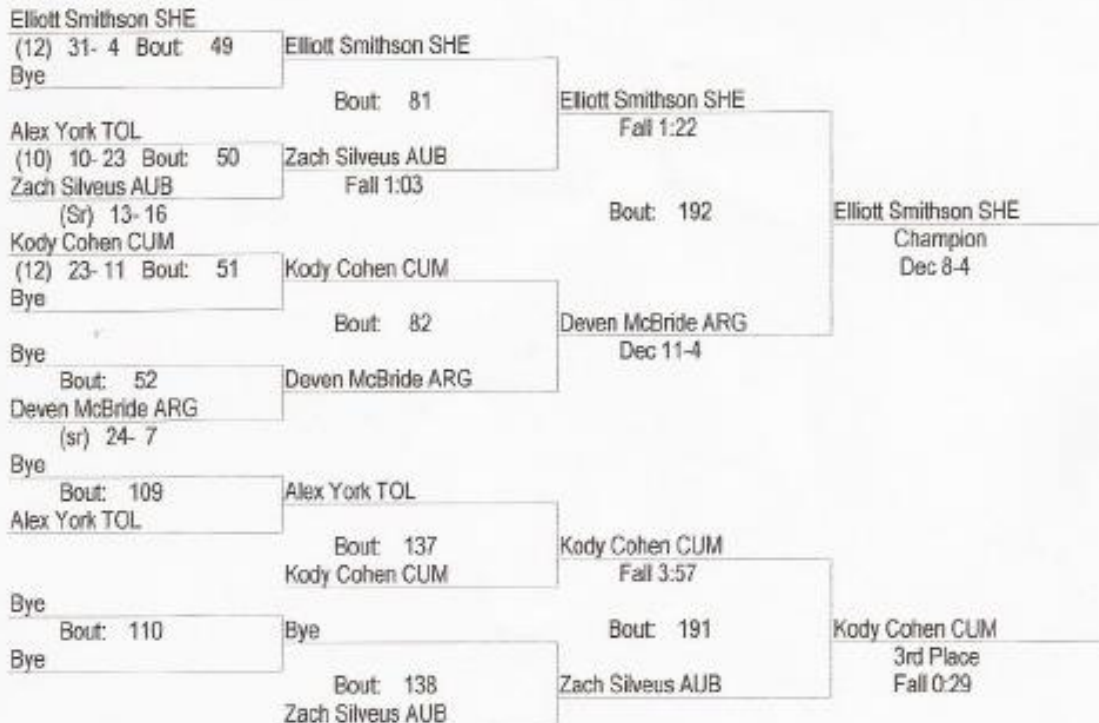 Elliott Smithson SHE
(12) 31- 4 Bout: 49
Bye
Elliott Smithson SHE
Bout: 81
Alex York TOL
(10) 10- 23 Bout: 50
Zach Silveus AUB
(Sr) 13- 16
Zach Silveus AUB
Fall 1:03
Elliott Smithson SHE
Fall 1:22
Kody Cohen CUM
(12) 23- 11 Bout: 51
Bye
Kody Cohen CUM
Bout: 82
Bye
Bout: 52
Deven McBride ARG
(sr) 24- 7
Deven McBride ARG
Deven McBride ARG
Dec 11-4
Bout: 192
Elliott Smithson SHE
Champion
Dec 8-4
Bye
Bout: 109
Alex York TOL
Alex York TOL
Bout: 137
Kody Cohen CUM
Kody Cohen CUM
Fall 3:57
Bye
Bout: 110
Bye
Bye
Bout: 138
Zach Silveus AUB
Bout: 191
Zach Silveus AUB
Kody Cohen CUM
3rd Place
Fall 0:29